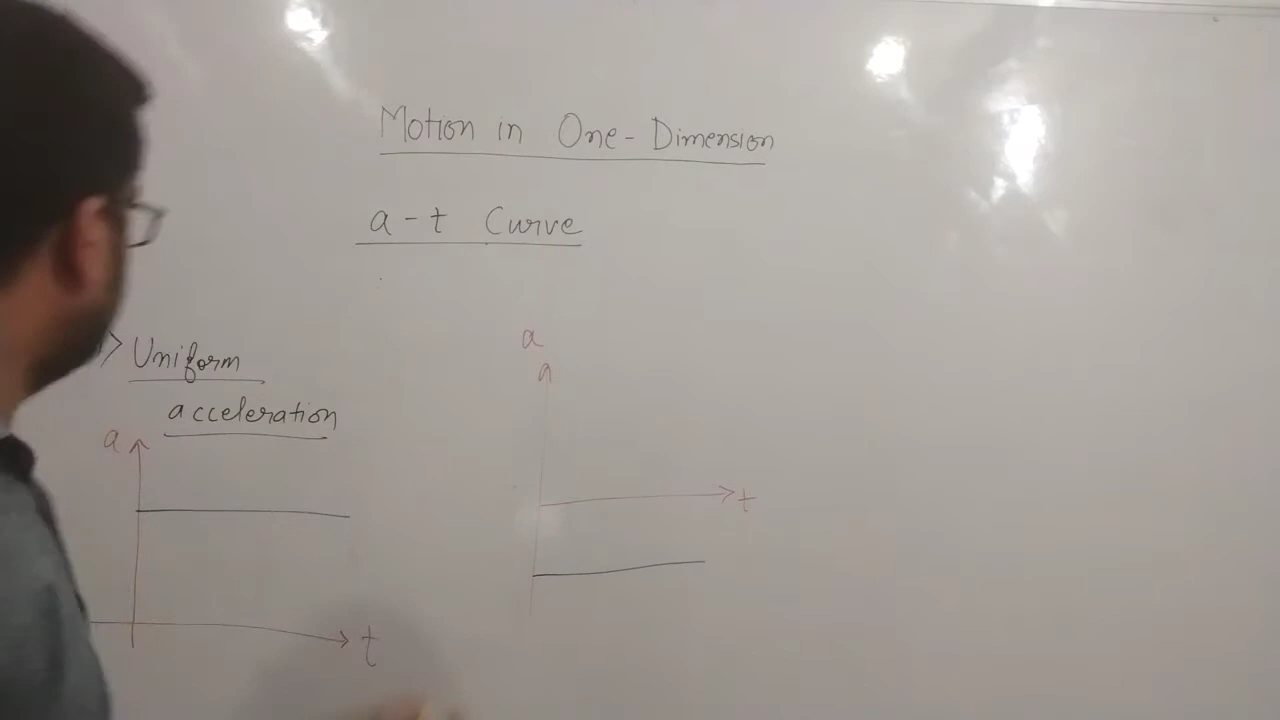 Motion in One-Dimension
a-t Curve
> Uniform
acceleration
a
t
a
t